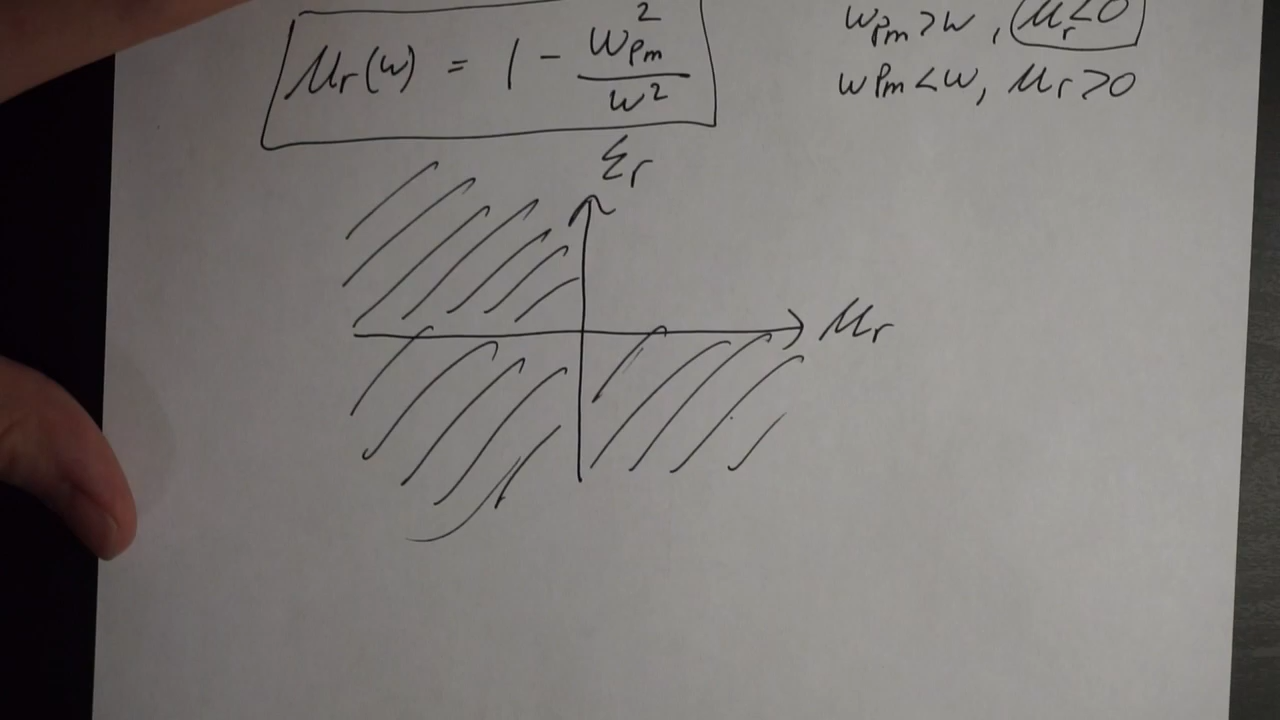 μr(ω) = 1 - ωpm² / ω²
ωpm > ω, μr < 0
ωpm < ω, μr > 0
εr
μr